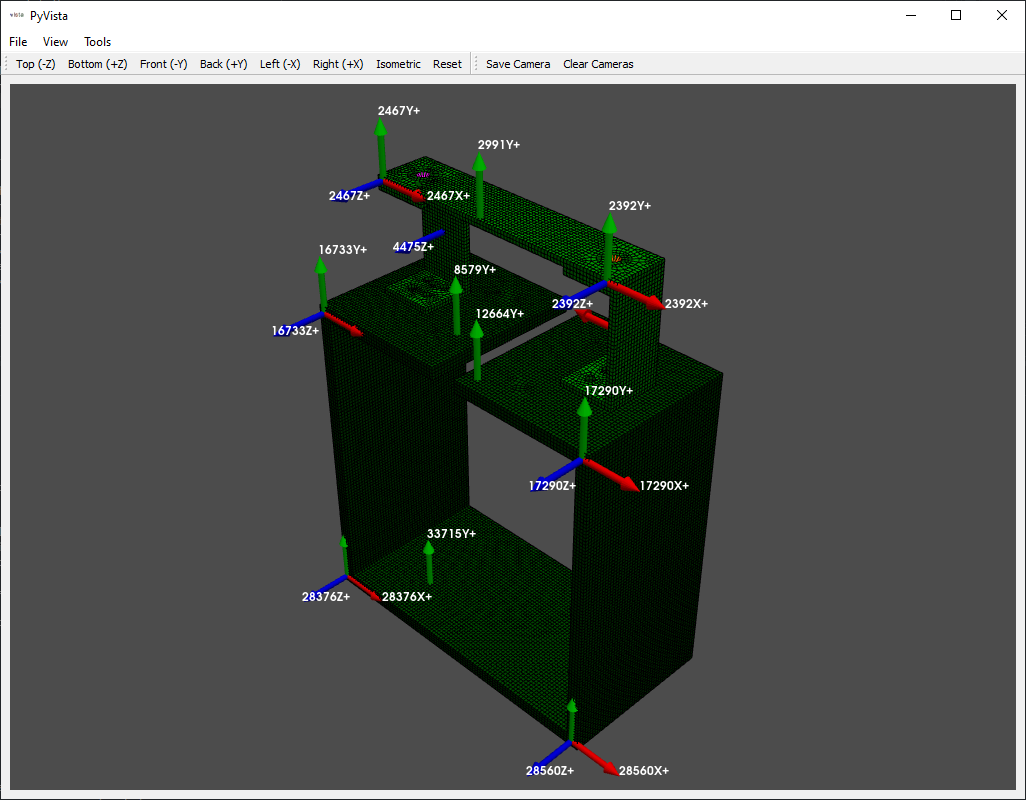 PyVista
File View Tools
Top (-Z) Bottom (+Z) Front (-Y) Back (+Y) Left (-X) Right (+X) Isometric Reset Save Camera Clear Cameras
2467Y+
2991Y+
2467Z+ 2467X+
2392Y+
4475Z+
16733Y+
8579Y+
2392Z+ 2392X+
12664Y+
16733Z+
17290Y+
17290Z+ 17290X+
33715Y+
28376Z+ 28376X+
28560Z+ 28560X+